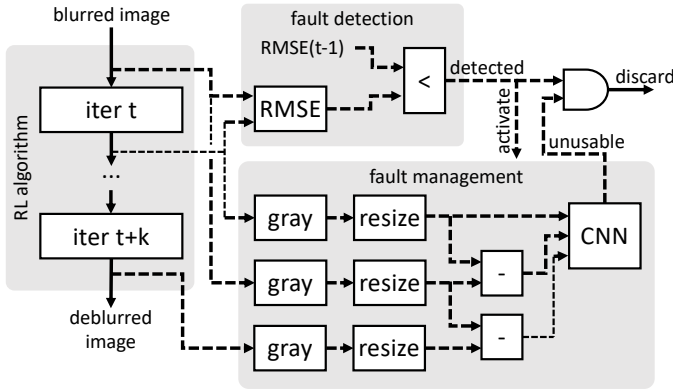 blurred image
fault detection
RMSE(t-1)
detected
discard
iter t
RMSE
<
activate
unusable
RL algorithm
...
fault management
iter t+k
gray
resize
CNN
-
gray
resize
deblurred
image
-
gray
resize